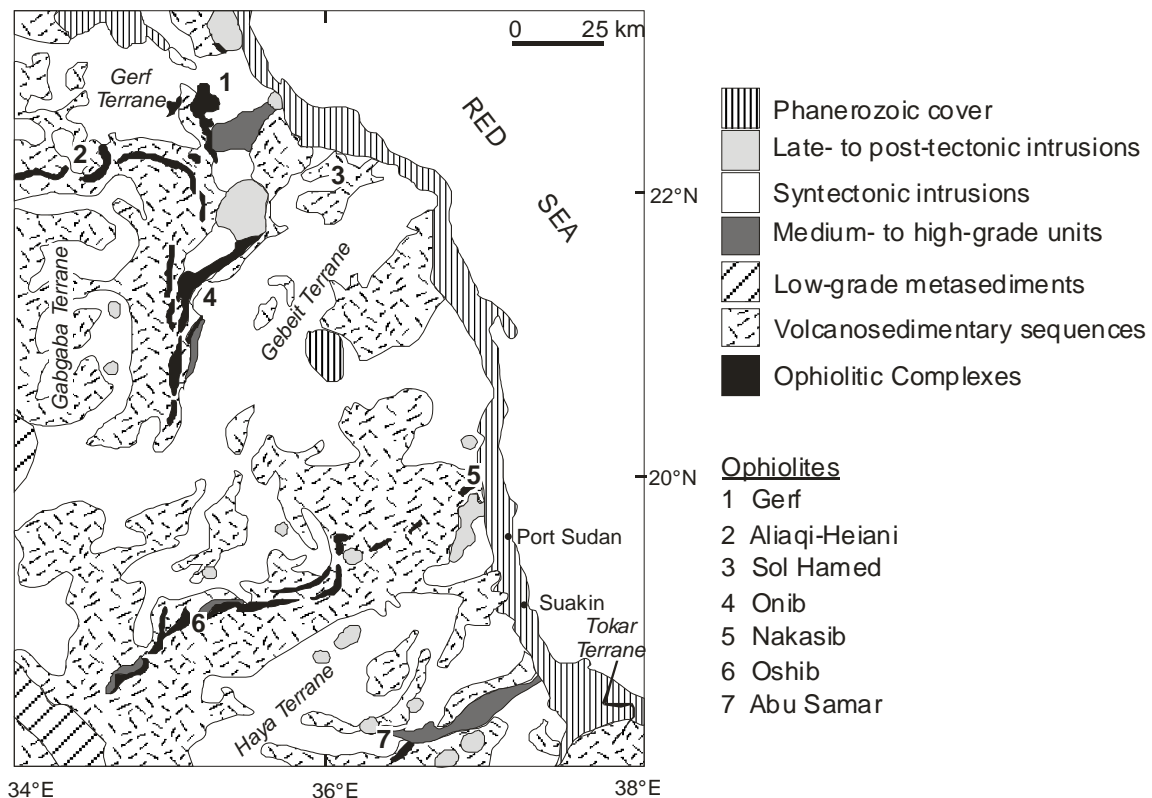 0 25 km
Gerf
Terrane
1
RED
SEA
2
3
22°N
Gabgaba Terrane
4
Gebeit Terrane
5
20°N
Port Sudan
6
Suakin
Tokar
Terrane
Haya Terrane
7
34°E
36°E
38°E
Phanerozoic cover
Late- to post-tectonic intrusions
Syntectonic intrusions
Medium- to high-grade units
Low-grade metasediments
Volcanosedimentary sequences
Ophiolitic Complexes
Ophiolites
1 Gerf
2 Aliaqi-Heiani
3 Sol Hamed
4 Onib
5 Nakasib
6 Oshib
7 Abu Samar